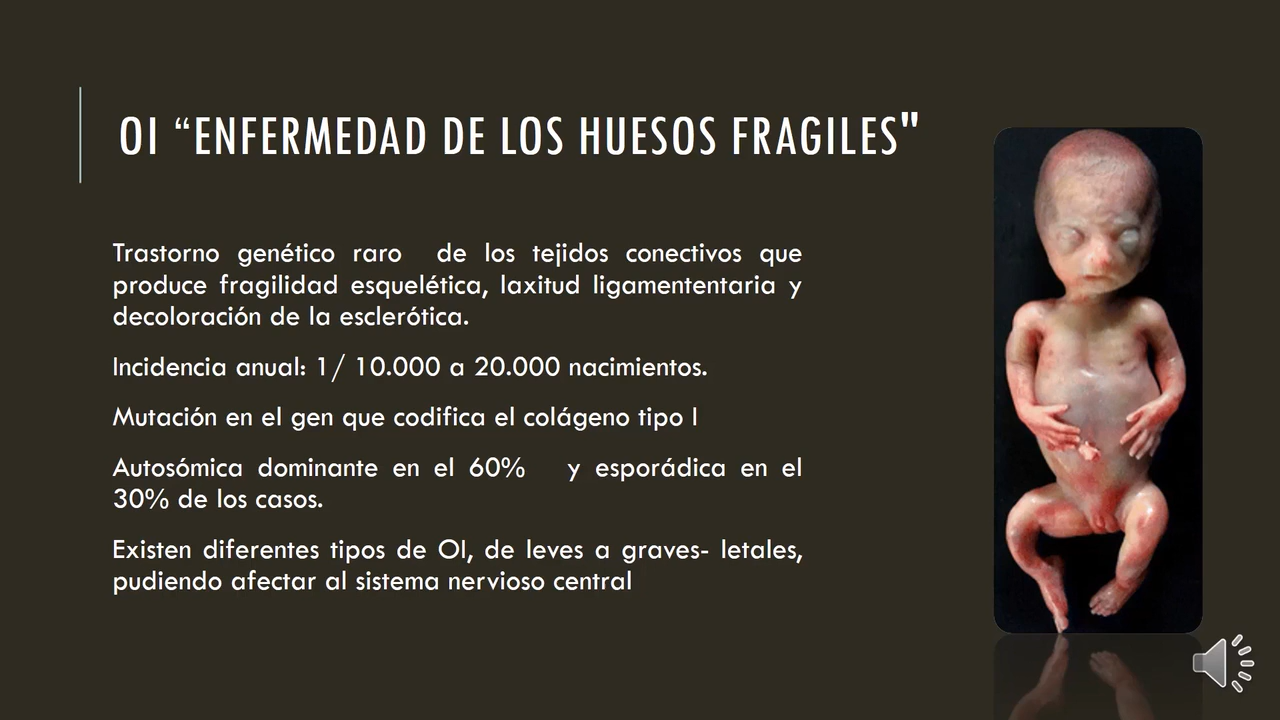 OI “ENFERMEDAD DE LOS HUESOS FRAGILES"
Trastorno genético raro de los tejidos conectivos que
produce fragilidad esquelética, laxitud ligamententaria y
decoloración de la esclerótica.
Incidencia anual: 1/ 10.000 a 20.000 nacimientos.
Mutación en el gen que codifica el colágeno tipo I
Autosómica dominante en el 60% y esporádica en el
30% de los casos.
Existen diferentes tipos de OI, de leves a graves- letales,
pudiendo afectar al sistema nervioso central